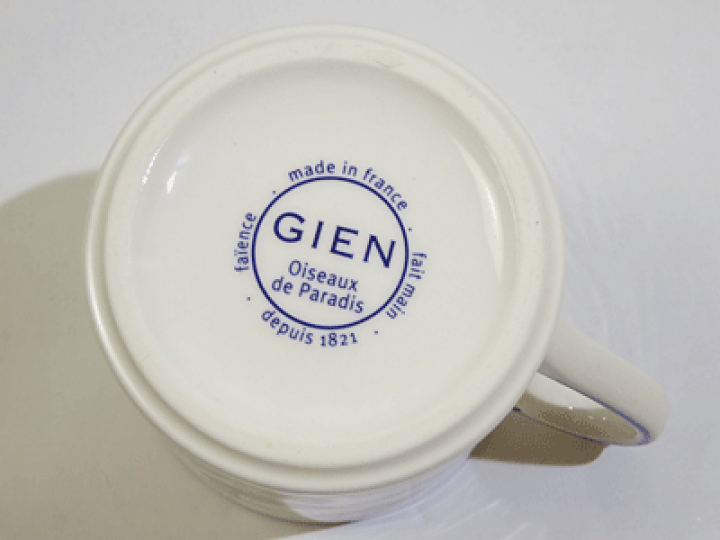 made in france
GIEN
Oiseaux
de Paradis
fait main
depuis 1821
faïence